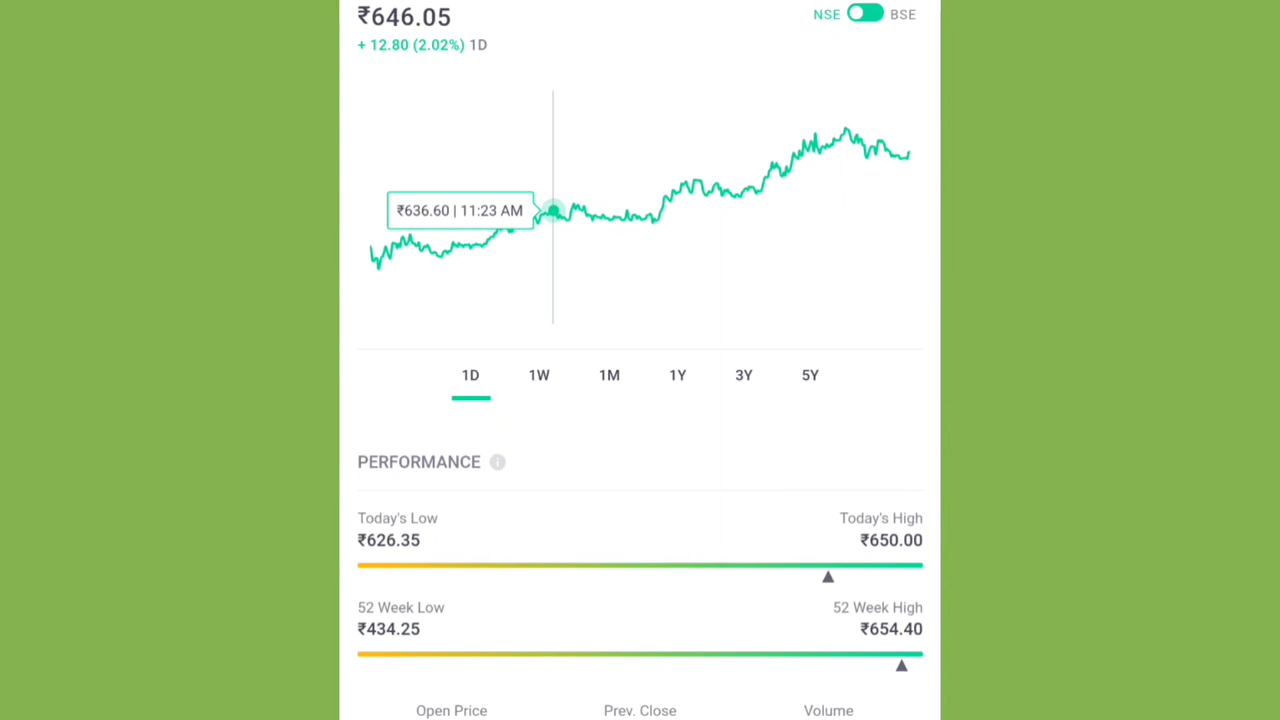 ₹646.05
NSE BSE
+ 12.80 (2.02%) 1D
₹636.60 | 11:23 AM
1D 1W 1M 1Y 3Y 5Y
PERFORMANCE i
Today's Low Today's High
₹626.35 ₹650.00
52 Week Low 52 Week High
₹434.25 ₹654.40
Open Price Prev. Close Volume